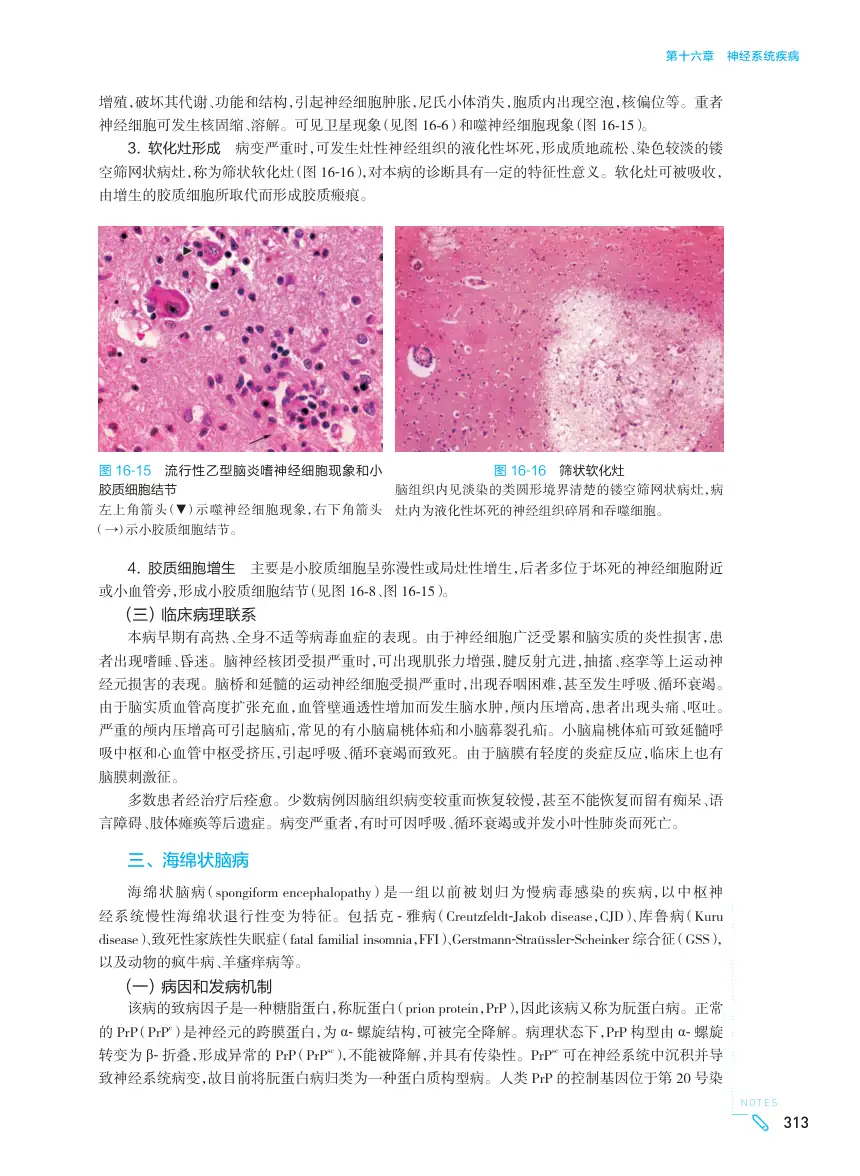 第十六章 神经系统疾病
增殖,破坏其代谢、功能和结构,引起神经细胞肿胀,尼氏小体消失,胞质内出现空泡,核偏位等。重者
神经细胞可发生核固缩、溶解。可见卫星现象(见图 16-6)和噬神经细胞现象(图 16-15)。
3. 软化灶形成 病变严重时,可发生灶性神经组织的液化性坏死,形成质地疏松、染色较淡的镂
空筛网状病灶,称为筛状软化灶(图 16-16),对本病的诊断具有一定的特征性意义。软化灶可被吸收,
由增生的胶质细胞所取代而形成胶质瘢痕。
图 16-15 流行性乙型脑炎嗜神经细胞现象和小
胶质细胞结节
左上角箭头(▼)示噬神经细胞现象,右下角箭头
(→)示小胶质细胞结节。
图 16-16 筛状软化灶
脑组织内见淡染的类圆形境界清楚的镂空筛网状病灶,病
灶内为液化性坏死的神经组织碎屑和吞噬细胞。
4. 胶质细胞增生 主要是小胶质细胞呈弥漫性或局灶性增生,后者多位于坏死的神经细胞附近
或小血管旁,形成小胶质细胞结节(见图 16-8、图 16-15)。
(三)临床病理联系
本病早期有高热、全身不适等病毒血症的表现。由于神经细胞广泛受累和脑实质的炎性损害,患
者出现嗜睡、昏迷。脑神经核团受损严重时,可出现肌张力增强,腱反射亢进,抽搐、痉挛等上运动神
经元损害的表现。脑桥和延髓的运动神经细胞受损严重时,出现吞咽困难,甚至发生呼吸、循环衰竭。
由于脑实质血管高度扩张充血,血管壁通透性增加而发生脑水肿,颅内压增高,患者出现头痛、呕吐。
严重的颅内压增高可引起脑疝,常见的有小脑扁桃体疝和小脑幕裂孔疝。小脑扁桃体疝可致延髓呼
吸中枢和心血管中枢受挤压,引起呼吸、循环衰竭而致死。由于脑膜有轻度的炎症反应,临床上也有
脑膜刺激征。
多数患者经治疗后痊愈。少数病例因脑组织病变较重而恢复较慢,甚至不能恢复而留有痴呆、语
言障碍、肢体瘫痪等后遗症。病变严重者,有时可因呼吸、循环衰竭或并发小叶性肺炎而死亡。
三、海绵状脑病
海绵状脑病(spongiform encephalopathy)是一组以前被划归为慢病毒感染的疾病,以中枢神
经系统慢性海绵状退行性变为特征。包括克 - 雅病(Creutzfeldt-Jakob disease,CJD)、库鲁病(Kuru
disease)、致死性家族性失眠症(fatal familial insomnia,FFI)、Gerstmann-Straüssler-Scheinker 综合征(GSS),
以及动物的疯牛病、羊瘙痒病等。
(一)病因和发病机制
该病的致病因子是一种糖脂蛋白,称朊蛋白(prion protein,PrP),因此该病又称为朊蛋白病。正常
的 PrP(PrPᶜ)是神经元的跨膜蛋白,为 α- 螺旋结构,可被完全降解。病理状态下,PrP 构型由 α- 螺旋
转变为 β- 折叠,形成异常的 PrP(PrPˢᶜ),不能被降解,并具有传染性。PrPˢᶜ 可在神经系统中沉积并导
致神经系统病变,故目前将朊蛋白病归类为一种蛋白质构型病。人类 PrP 的控制基因位于第 20 号染
NOTES
313